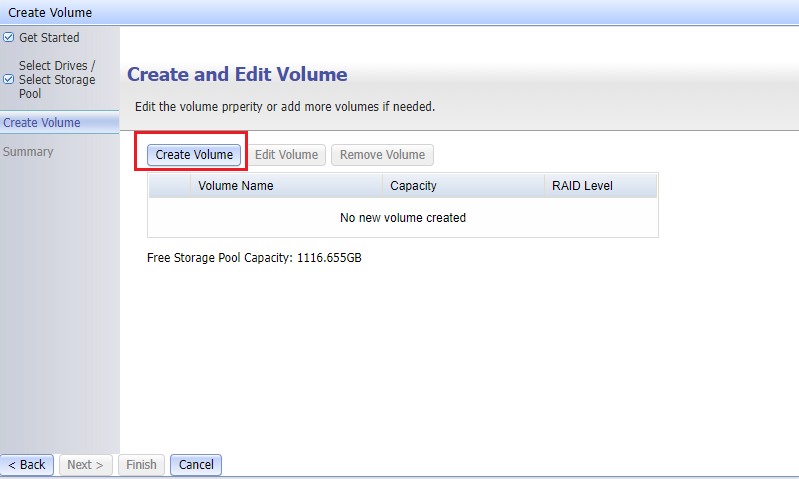 Create Volume
Get Started
Select Drives /
Select Storage
Pool
Create Volume
Summary
Create and Edit Volume
Edit the volume prperity or add more volumes if needed.
Create Volume Edit Volume Remove Volume
Volume Name Capacity RAID Level
No new volume created
Free Storage Pool Capacity: 1116.655GB
< Back Next > Finish Cancel